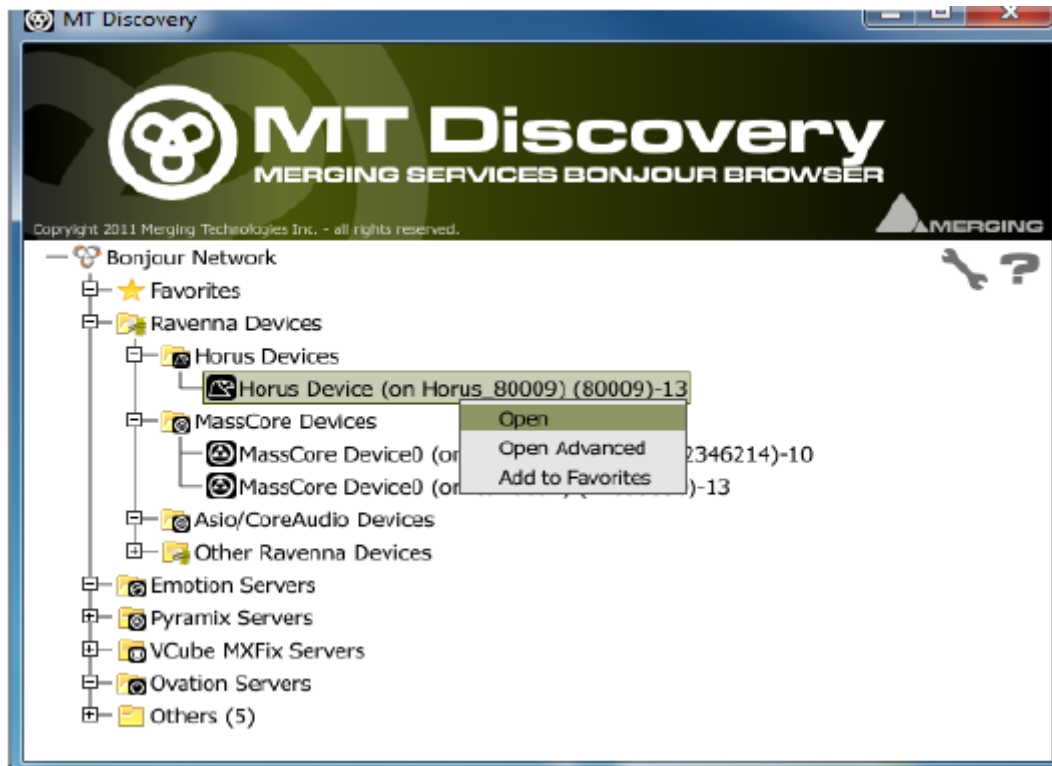 MT Discovery
MT Discovery
MERGING SERVICES BONJOUR BROWSER
Copyright 2011 Merging Technologies Inc. - all rights reserved.
MERGING
Bonjour Network
Favorites
Ravenna Devices
Horus Devices
Horus Device (on Horus_80009) (80009)-13
Open
Open Advanced
Add to Favorites
MassCore Devices
MassCore Device0 (on 2346214)-10
MassCore Device0 (on )-13
Asio/CoreAudio Devices
Other Ravenna Devices
Emotion Servers
Pyramix Servers
VCube MXFix Servers
Ovation Servers
Others (5)